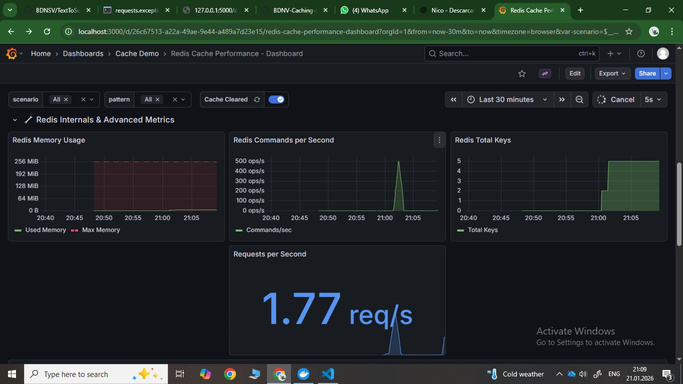 BDNSV/TextToSc
requests.excepti
127.0.0.1:5000/
BDNV-Caching-
(4) WhatsApp
Nico - Descarca
Redis Cache Per
localhost:3000/d/26c67513-a22a-49ae-9e44-a489a7d23e15/redis-cache-performance-dashboard?orgId=1&from=now-30m&to=now&timezone=browser&var-scenario=$__
Home > Dashboards > Cache Demo > Redis Cache Performance - Dashboard
Search... ctrl+k
Edit Export Share
scenario All pattern All Cache Cleared Last 30 minutes Cancel 5s
Redis Internals & Advanced Metrics
Redis Memory Usage
256 MiB
192 MiB
128 MiB
64 MiB
0 B
20:40 20:45 20:50 20:55 21:00 21:05
Used Memory Max Memory
Redis Commands per Second
500 ops/s
400 ops/s
300 ops/s
200 ops/s
100 ops/s
0 ops/s
20:40 20:45 20:50 20:55 21:00 21:05
Commands/sec
Redis Total Keys
5
4
3
2
1
0
20:40 20:45 20:50 20:55 21:00 21:05
Total Keys
Requests per Second
1.77 req/s
Activate Windows
Go to Settings to activate Windows.
Type here to search
Cold weather
ENG
21:09
21.01.2026